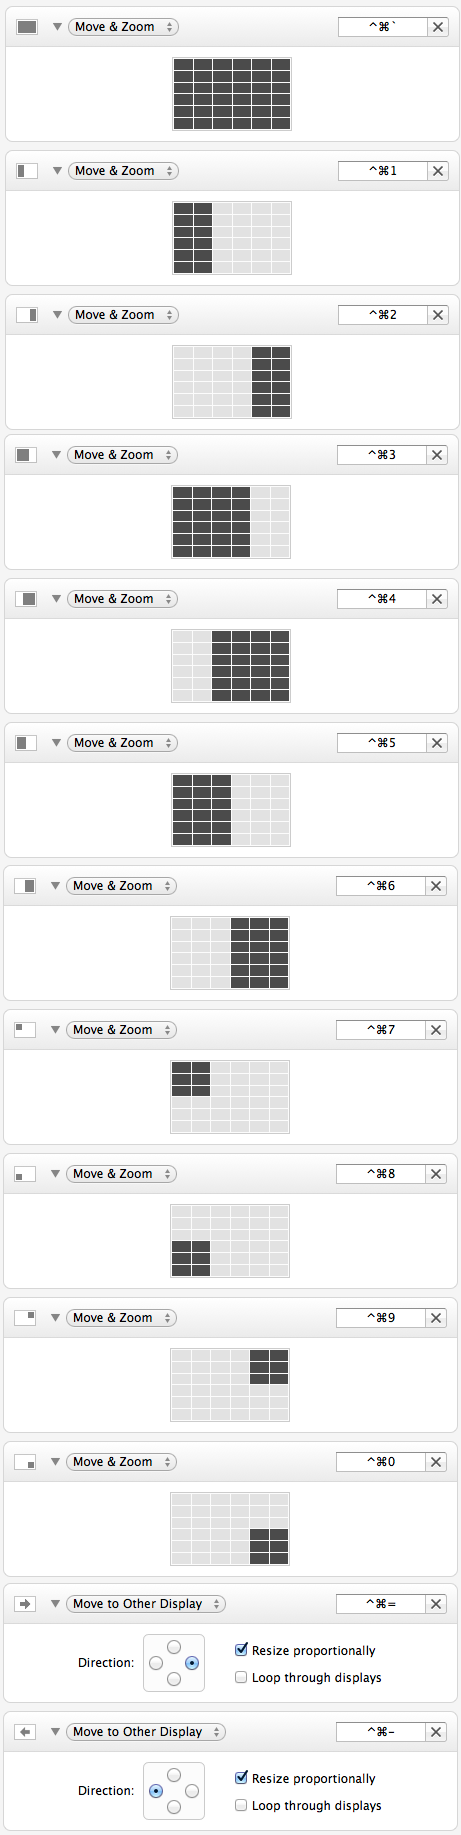 Move & Zoom ^⌘`
Move & Zoom ^⌘1
Move & Zoom ^⌘2
Move & Zoom ^⌘3
Move & Zoom ^⌘4
Move & Zoom ^⌘5
Move & Zoom ^⌘6
Move & Zoom ^⌘7
Move & Zoom ^⌘8
Move & Zoom ^⌘9
Move & Zoom ^⌘0
Move to Other Display ^⌘=
Direction: Resize proportionally
Loop through displays
Move to Other Display ^⌘-
Direction: Resize proportionally
Loop through displays